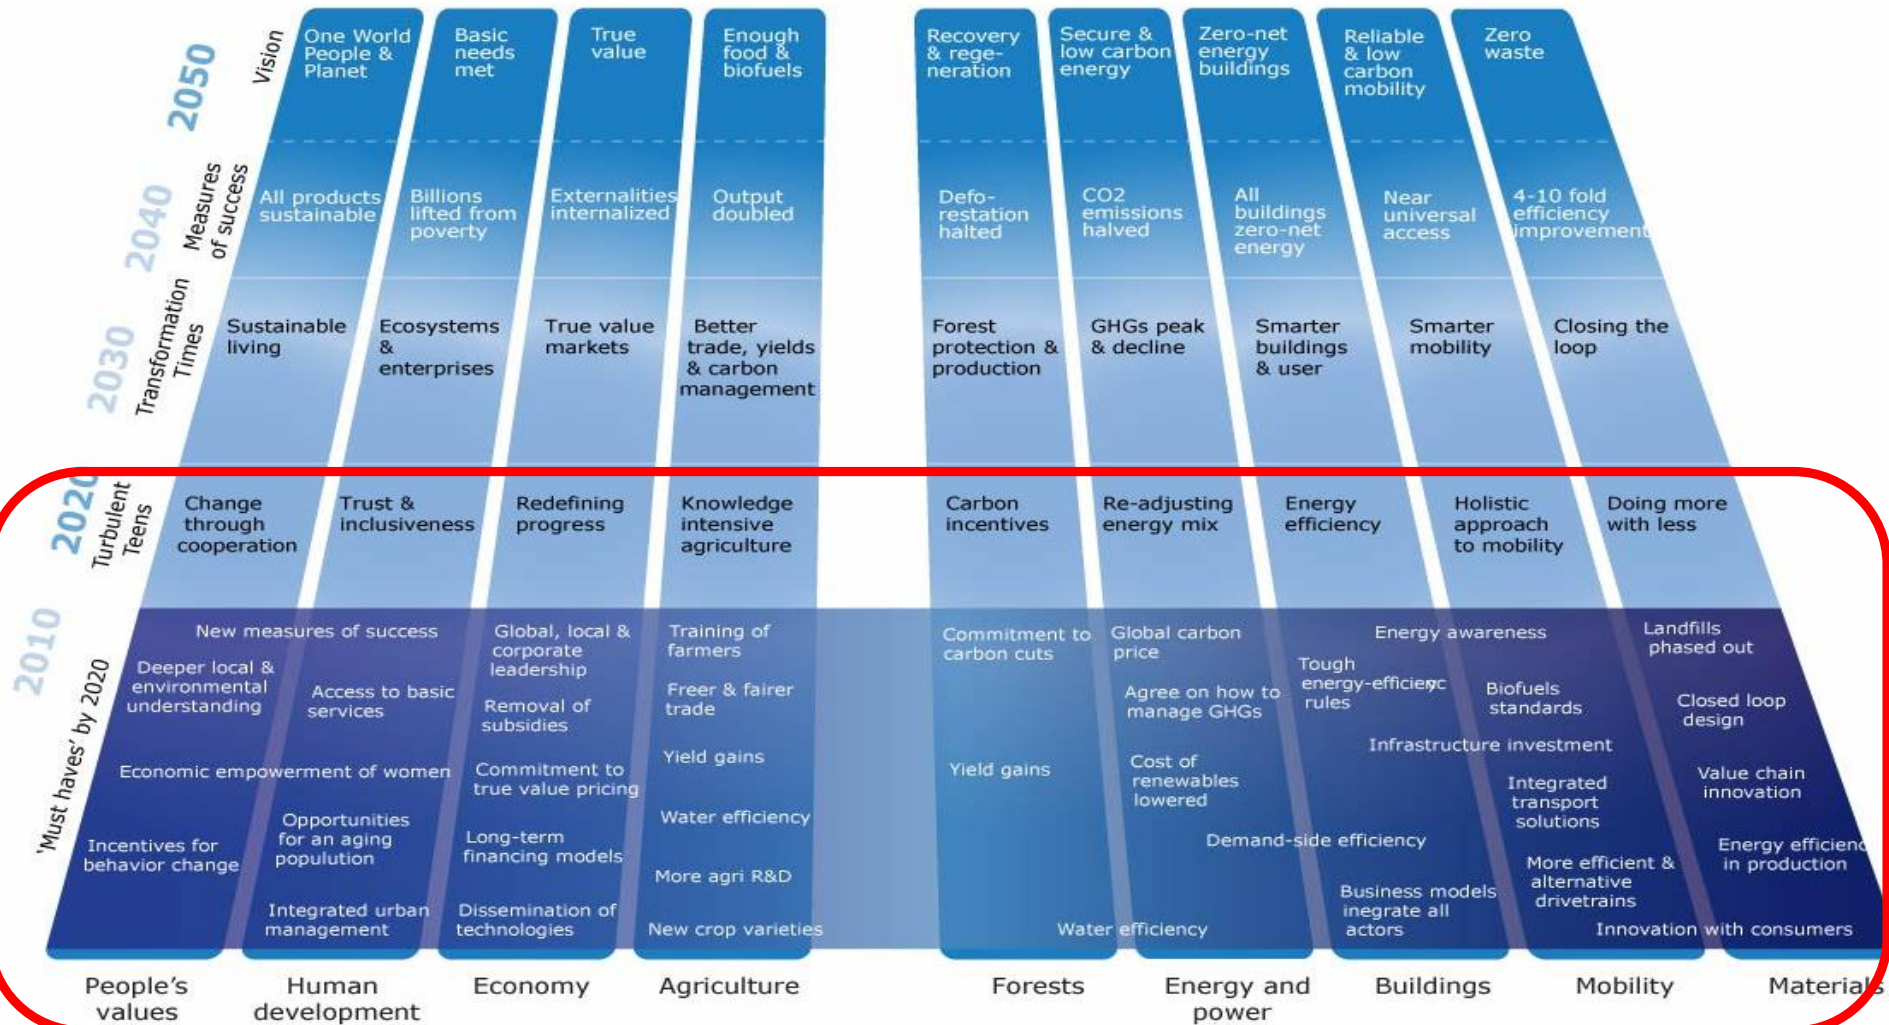 2050
Vision
One World
People &
Planet
Basic
needs
met
True
value
Enough
food &
biofuels
Recovery
& rege-
neration
Secure &
low carbon
energy
Zero-net
energy
buildings
Reliable
& low
carbon
mobility
Zero
waste
2040
Measures
of success
All products
sustainable
Billions
lifted from
poverty
Externalities
internalized
Output
doubled
Defo-
restation
halted
CO2
emissions
halved
All
buildings
zero-net
energy
Near
universal
access
4-10 fold
efficiency
improvement
2030
Transformation
Times
Sustainable
living
Ecosystems
&
enterprises
True value
markets
Better
trade, yields
& carbon
management
Forest
protection &
production
GHGs peak
& decline
Smarter
buildings
& user
Smarter
mobility
Closing the
loop
2020
Turbulent
Teens
Change
through
cooperation
Trust &
inclusiveness
Redefining
progress
Knowledge
intensive
agriculture
Carbon
incentives
Re-adjusting
energy mix
Energy
efficiency
Holistic
approach
to mobility
Doing more
with less
2010
'Must haves' by 2020
New measures of success
Deeper local &
environmental
understanding
Access to basic
services
Economic empowerment of women
Incentives for
behavior change
Opportunities
for an aging
populution
Integrated urban
management
Global, local &
corporate
leadership
Removal of
subsidies
Commitment to
true value pricing
Long-term
financing models
Dissemination of
technologies
Training of
farmers
Freer & fairer
trade
Yield gains
Water efficiency
More agri R&D
New crop varieties
Commitment to
carbon cuts
Yield gains
Water efficiency
Global carbon
price
Agree on how to
manage GHGs
Cost of
renewables
lowered
Demand-side efficiency
Energy awareness
Tough
rules
Infrastructure investment
Business models
inegrate all
actors
Biofuels
standards
Integrated
transport
solutions
More efficient &
alternative
drivetrains
Innovation with consumers
Landfills
phased out
Closed loop
design
Value chain
innovation
Energy efficienc
in production
People's
values
Human
development
Economy
Agriculture
Forests
Energy and
power
Buildings
Mobility
Materials